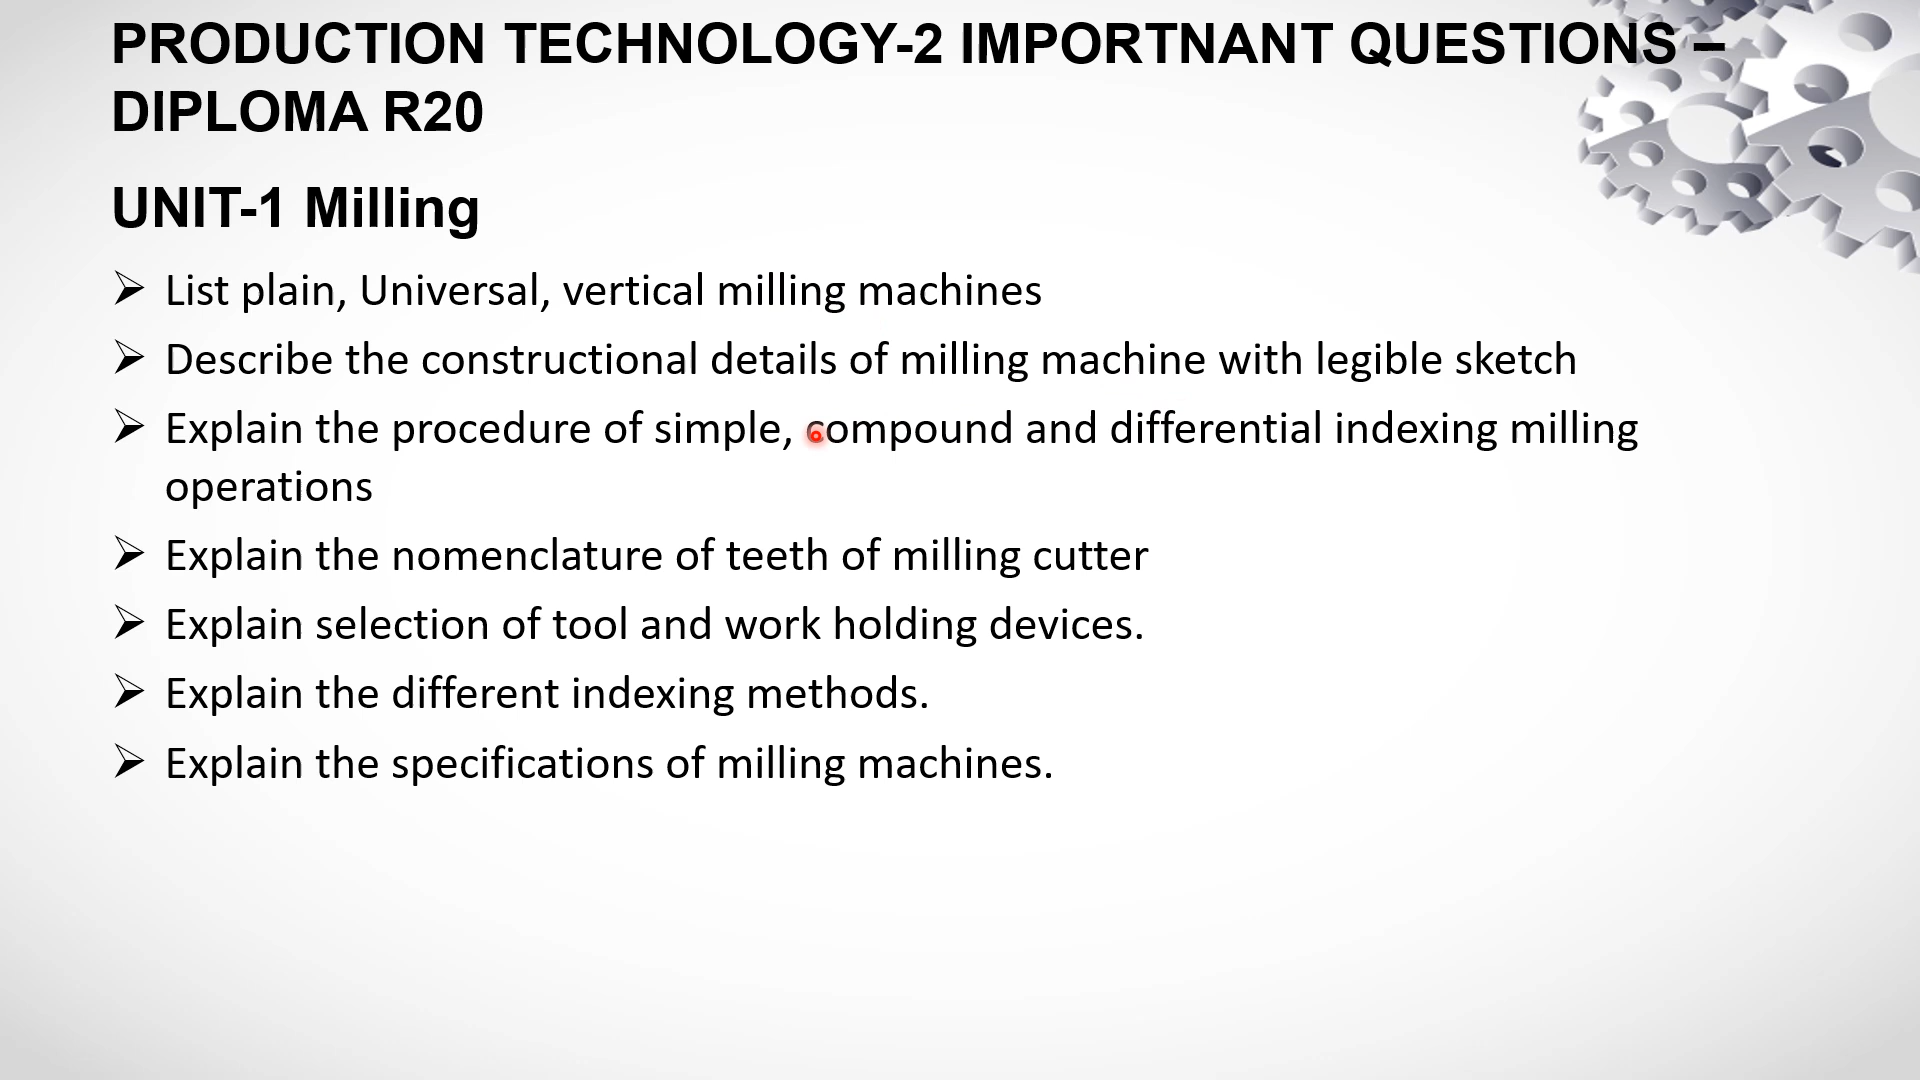 PRODUCTION TECHNOLOGY-2 IMPORTNANT QUESTIONS –
DIPLOMA R20
UNIT-1 Milling
➢ List plain, Universal, vertical milling machines
➢ Describe the constructional details of milling machine with legible sketch
➢ Explain the procedure of simple, compound and differential indexing milling
operations
➢ Explain the nomenclature of teeth of milling cutter
➢ Explain selection of tool and work holding devices.
➢ Explain the different indexing methods.
➢ Explain the specifications of milling machines.